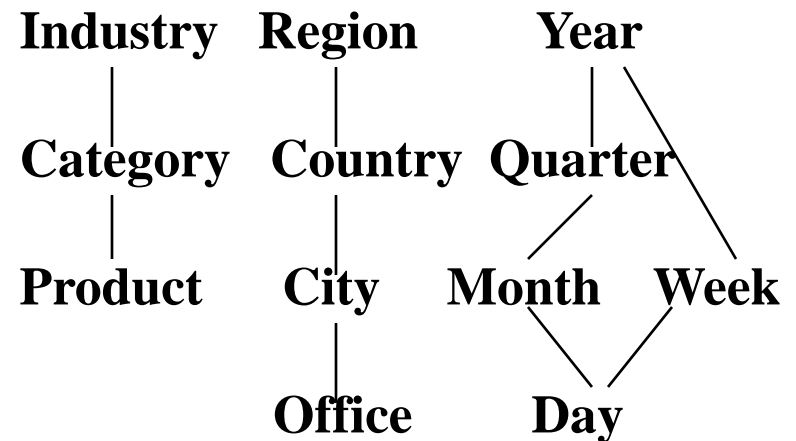 Industry Region Year
Category Country Quarter
Product City Month Week
Office Day